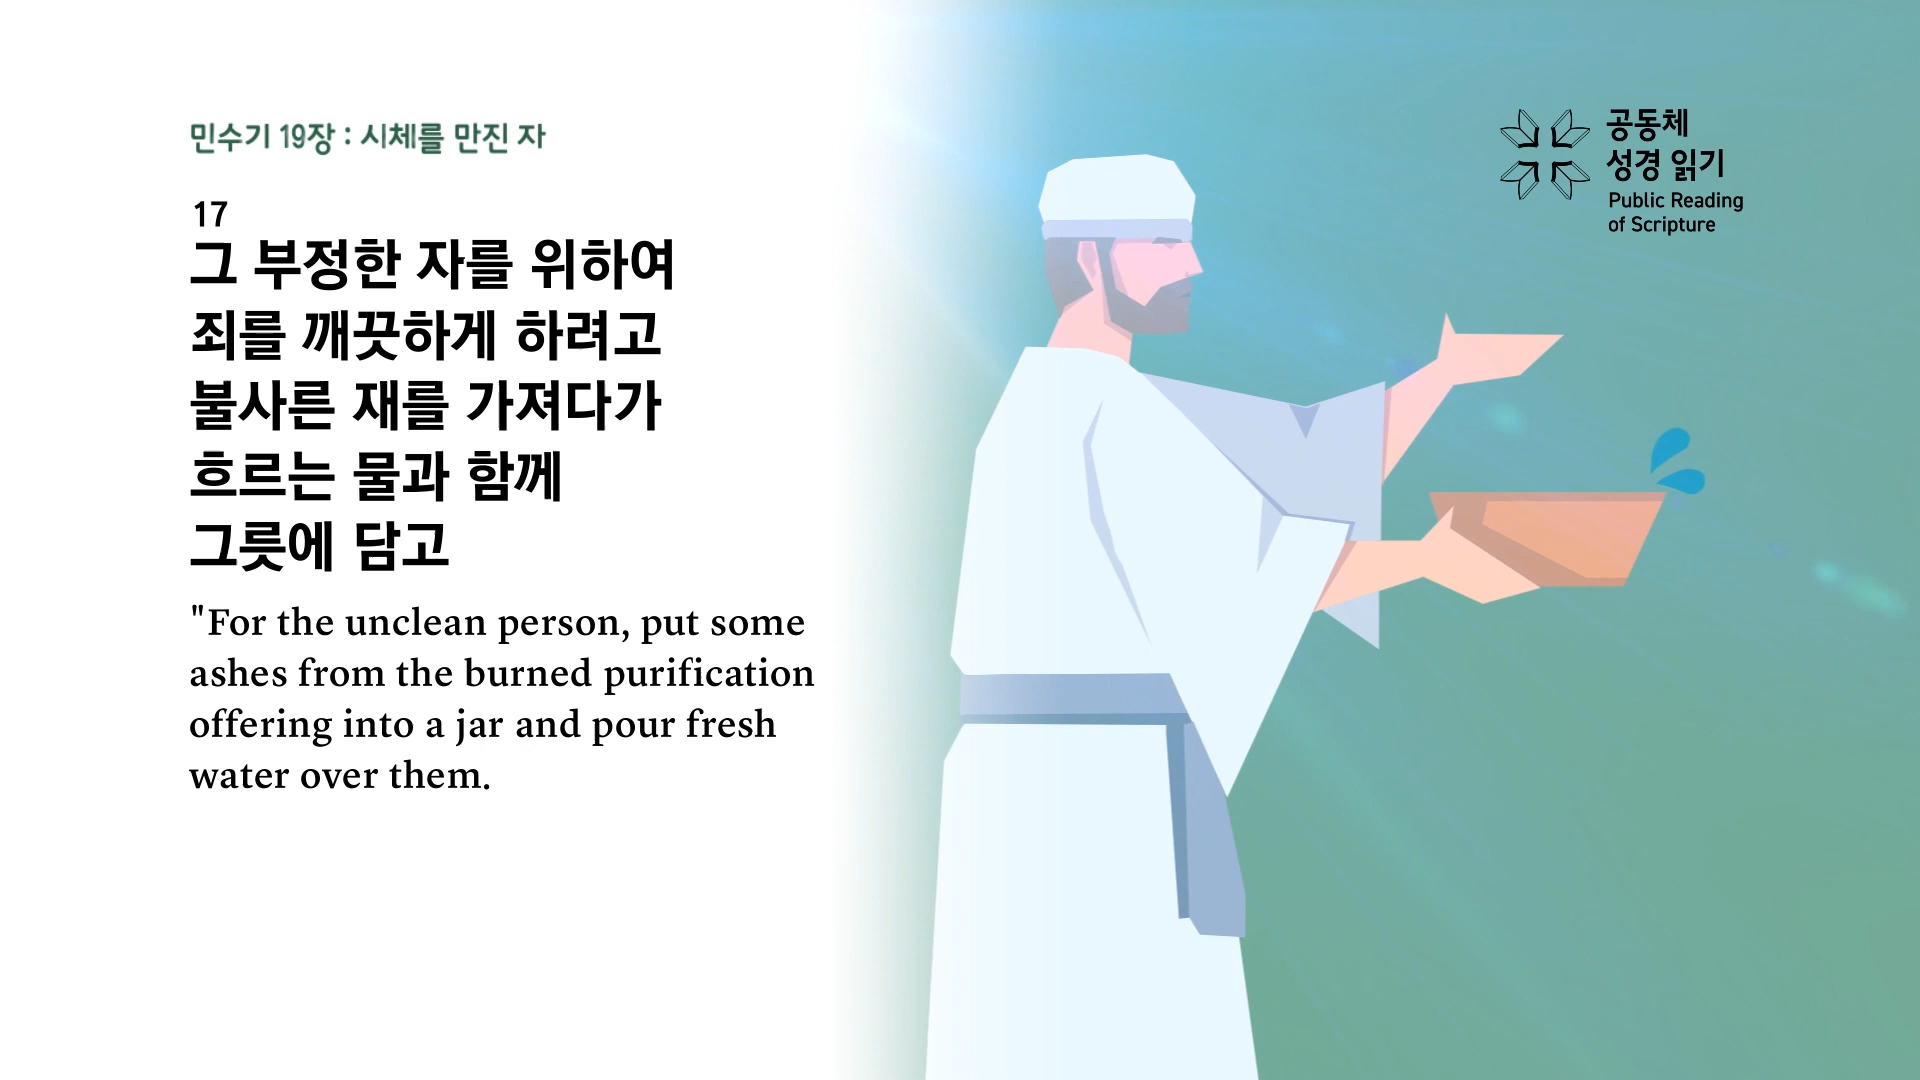 민수기 19장 : 시체를 만진 자
17
그 부정한 자를 위하여
죄를 깨끗하게 하려고
불사른 재를 가져다가
흐르는 물과 함께
그릇에 담고
"For the unclean person, put some
ashes from the burned purification
offering into a jar and pour fresh
water over them.
공동체
성경 읽기
Public Reading
of Scripture